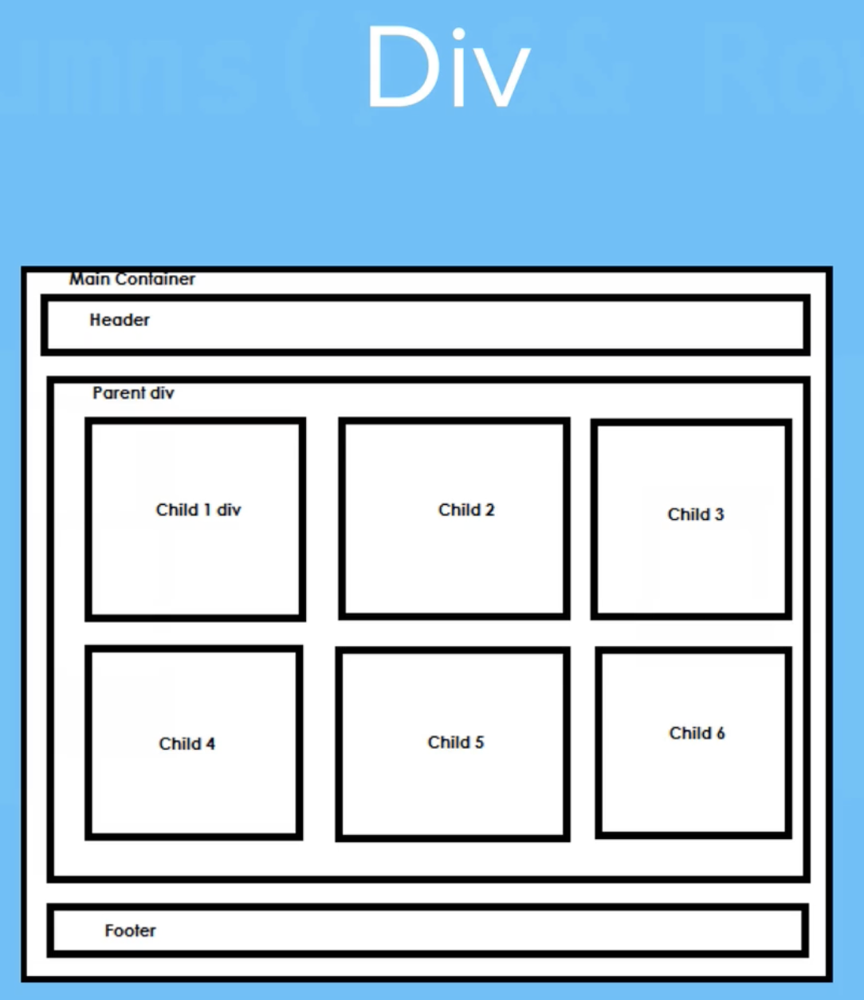 Div
Main Container
Header
Parent div
Child 1 div
Child 2
Child 3
Child 4
Child 5
Child 6
Footer